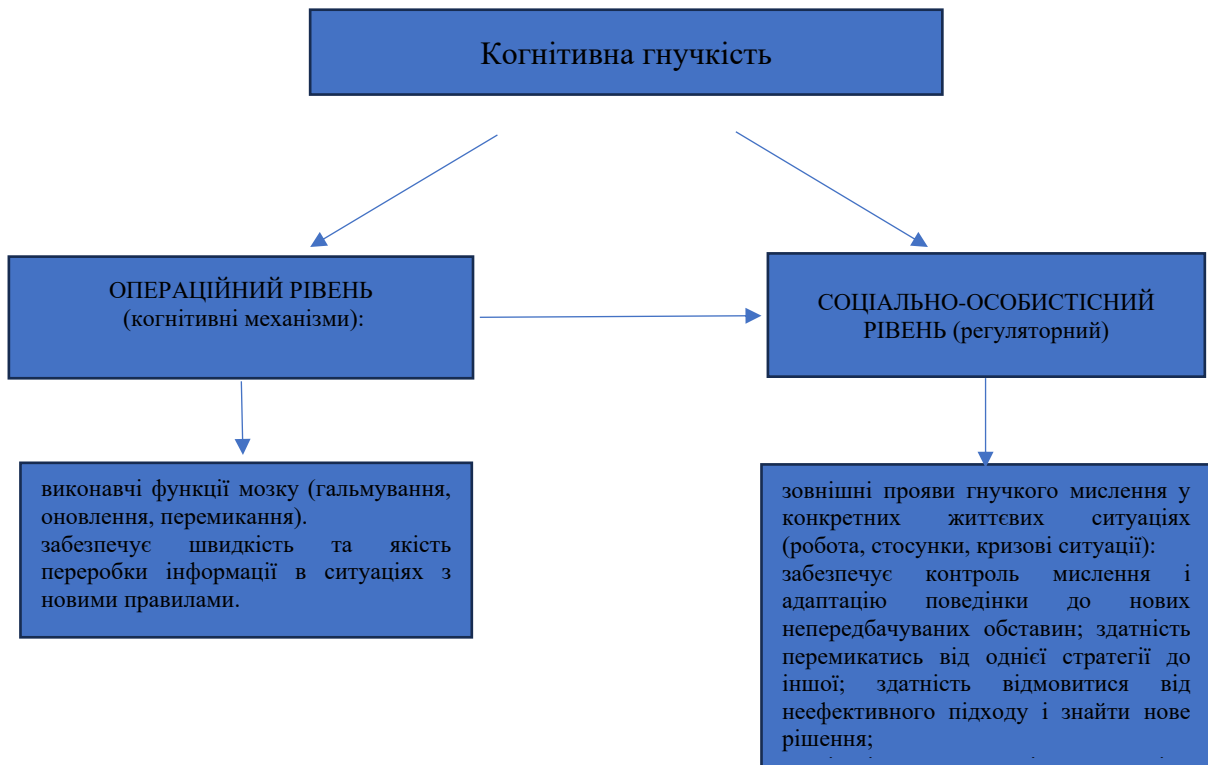 Когнітивна гнучкість
ОПЕРАЦІЙНИЙ РІВЕНЬ
(когнітивні механізми):
СОЦІАЛЬНО-ОСОБИСТІСНИЙ
РІВЕНЬ (регуляторний)
виконавчі функції мозку (гальмування,
оновлення, перемикання).
забезпечує швидкість та якість
переробки інформації в ситуаціях з
новими правилами.
зовнішні прояви гнучкого мислення у
конкретних життєвих ситуаціях
(робота, стосунки, кризові ситуації):
забезпечує контроль мислення і
адаптацію поведінки до нових
непередбачуваних обставин; здатність
перемикатись від однієї стратегії до
іншої; здатність відмовитися від
неефективного підходу і знайти нове
рішення;